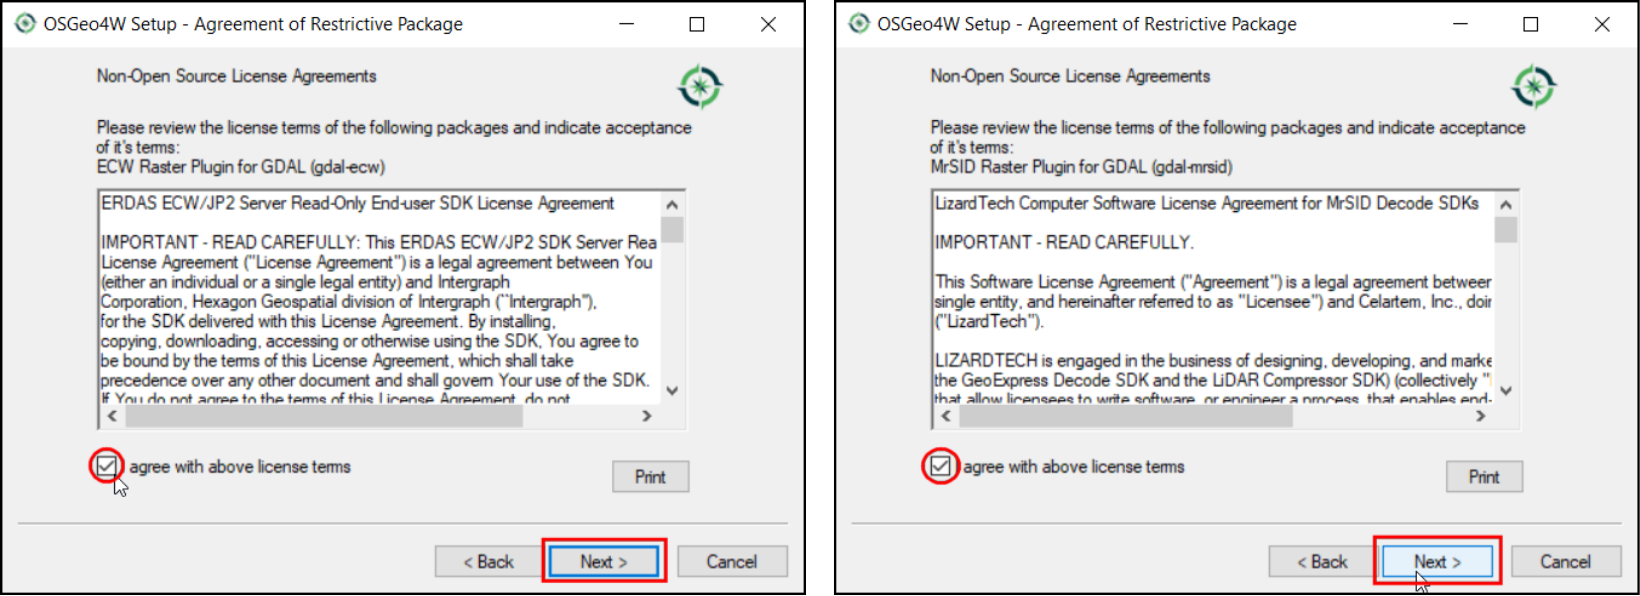 OSGeo4W Setup - Agreement of Restrictive Package
Non-Open Source License Agreements
Please review the license terms of the following packages and indicate acceptance
of it's terms:
ECW Raster Plugin for GDAL (gdal-ecw)
ERDAS ECW/JP2 Server Read-Only End-user SDK License Agreement
IMPORTANT - READ CAREFULLY: This ERDAS ECW/JP2 SDK Server Rea
License Agreement ("License Agreement") is a legal agreement between You
(either an individual or a single legal entity) and Intergraph
Corporation, Hexagon Geospatial division of Intergraph (``Intergraph"),
for the SDK delivered with this License Agreement. By installing,
copying, downloading, accessing or otherwise using the SDK, You agree to
be bound by the terms of this License Agreement, which shall take
precedence over any other document and shall govern Your use of the SDK.
If You do not agree to the terms of this License Agreement, do not
agree with above license terms
Print
< Back
Next >
Cancel
OSGeo4W Setup - Agreement of Restrictive Package
Non-Open Source License Agreements
Please review the license terms of the following packages and indicate acceptance
of it's terms:
MrSID Raster Plugin for GDAL (gdal-mrsid)
LizardTech Computer Software License Agreement for MrSID Decode SDKs
IMPORTANT - READ CAREFULLY.
This Software License Agreement ("Agreement") is a legal agreement between
single entity, and hereinafter referred to as "Licensee") and Celartem, Inc., doin
("LizardTech").
LIZARDTECH is engaged in the business of designing, developing, and marke
the GeoExpress Decode SDK and the LiDAR Compressor SDK) (collectively "
that allow licensees to write software, or engineer a process, that enables end-
agree with above license terms
Print
< Back
Next >
Cancel